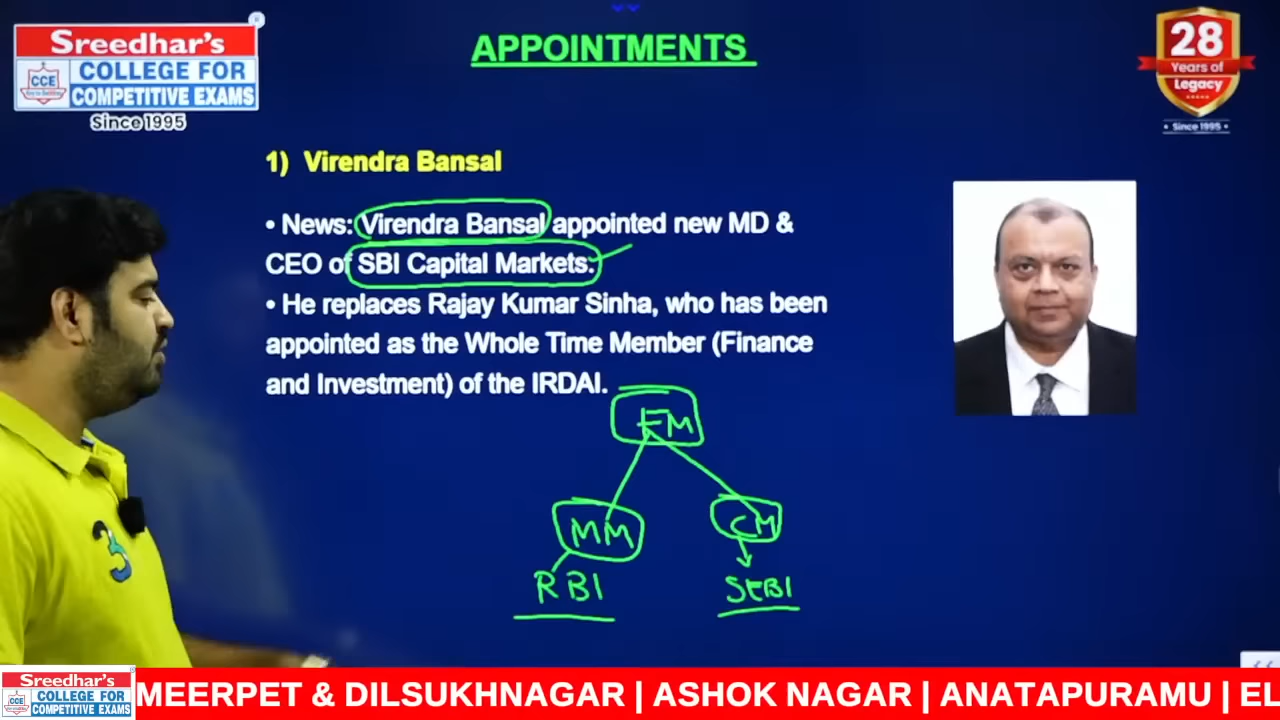 Sreedhar's
CCE
COLLEGE FOR
COMPETITIVE EXAMS
Since 1995
APPOINTMENTS
28
Years of
Legacy
• Since 1995 •
1) Virendra Bansal
• News: Virendra Bansal appointed new MD &
CEO of SBI Capital Markets.
• He replaces Rajay Kumar Sinha, who has been
appointed as the Whole Time Member (Finance
and Investment) of the IRDAI.
FM
MM
CM
RBI
SEBI
3
Sreedhar's
CCE
COLLEGE FOR
COMPETITIVE EXAMS
MEERPET & DILSUKHNAGAR | ASHOK NAGAR | ANATAPURAMU | EL